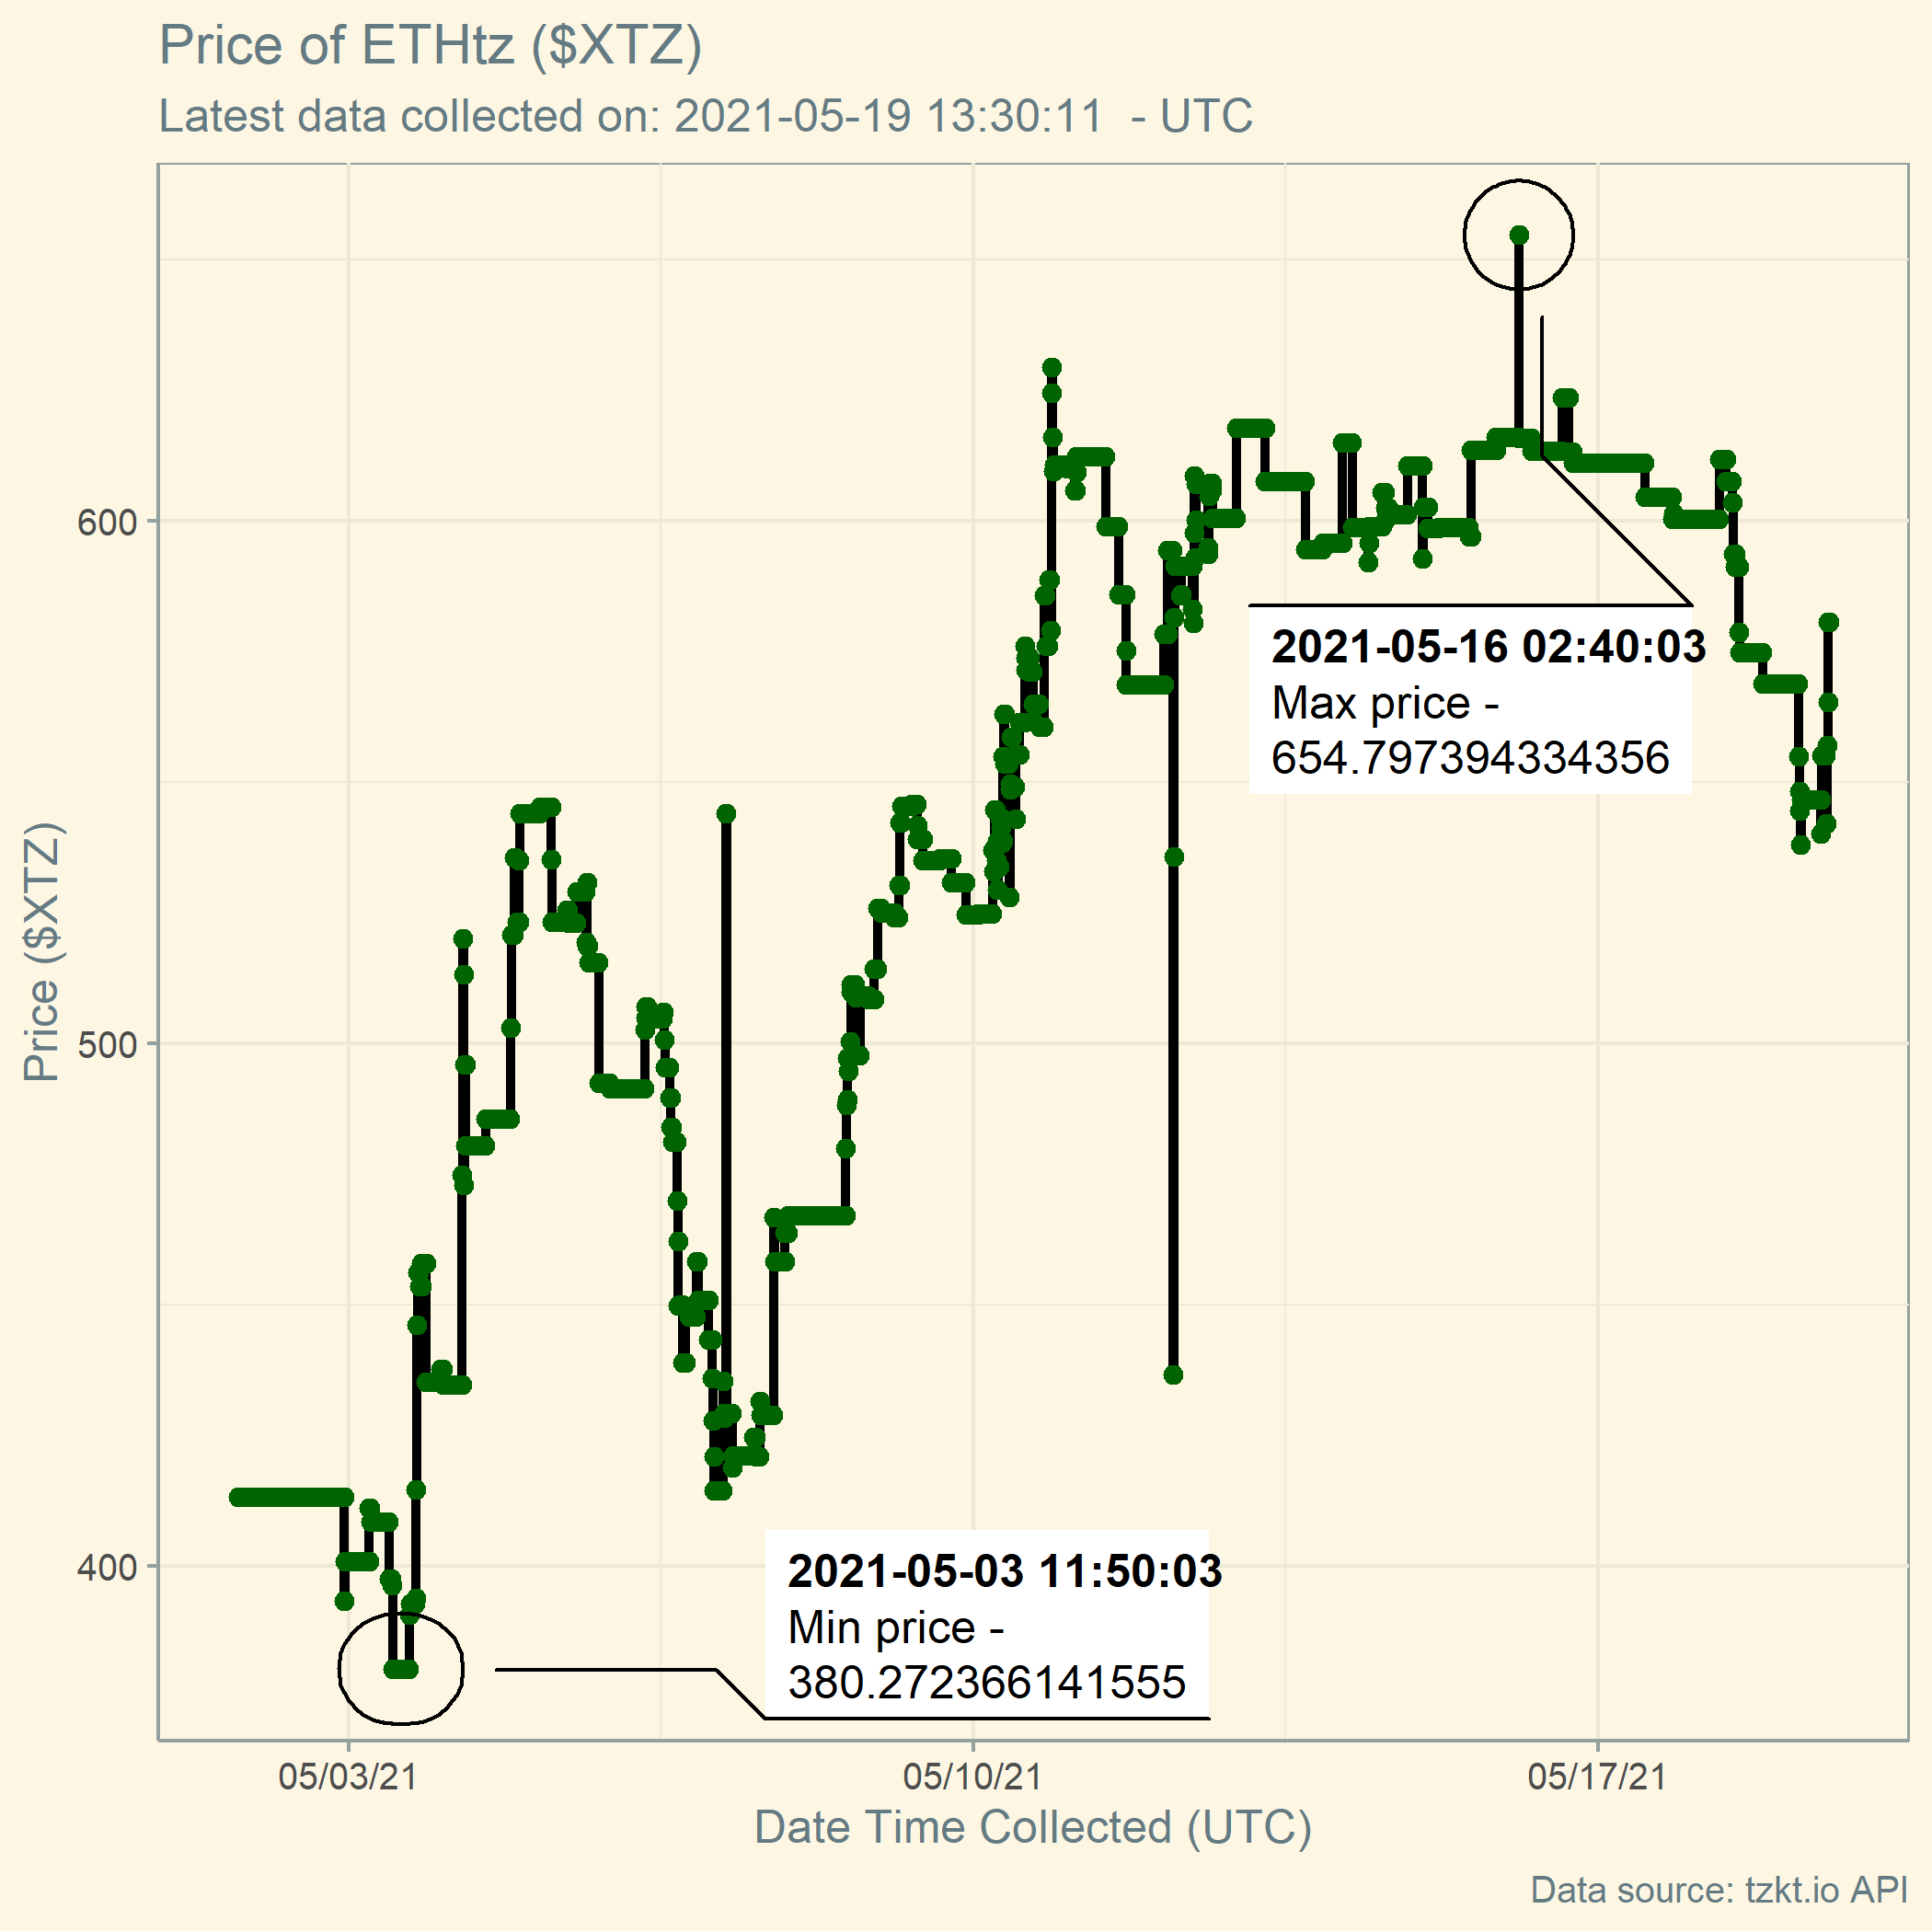 Price of ETHtz ($XTZ)
Latest data collected on: 2021-05-19 13:30:11  - UTC
Price ($XTZ)
600
500
400
2021-05-16 02:40:03
Max price -
654.797394334356
2021-05-03 11:50:03
Min price -
380.272366141555
05/03/21
05/10/21
05/17/21
Date Time Collected (UTC)
Data source: tzkt.io API